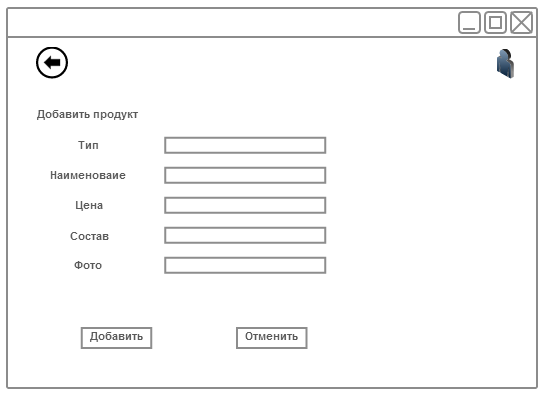 Добавить продукт
Тип
Наименоваие
Цена
Состав
Фото
Добавить
Отменить